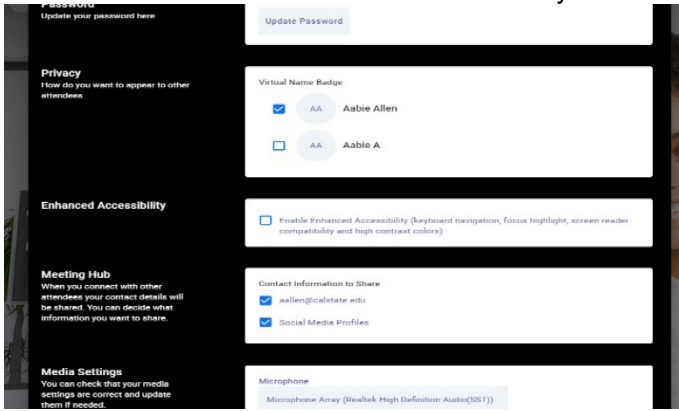 Password
Update your password here
Update Password
Privacy
How do you want to appear to other
attendees
Virtual Name Badge
AA Aabie Allen
AA Aabie A
Enhanced Accessibility
Enable Enhanced Accessibility (keyboard navigation, focus highlight, screen reader
compatibility and high contrast colors)
Meeting Hub
When you connect with other
attendees your contact details will
be shared. You can decide what
information you want to share.
Contact Information to Share
aallen@calstate.edu
Social Media Profiles
Media Settings
You can check that your media
settings are correct and update
them if needed.
Microphone
Microphone Array (Realtek High Definition Audio(SST))